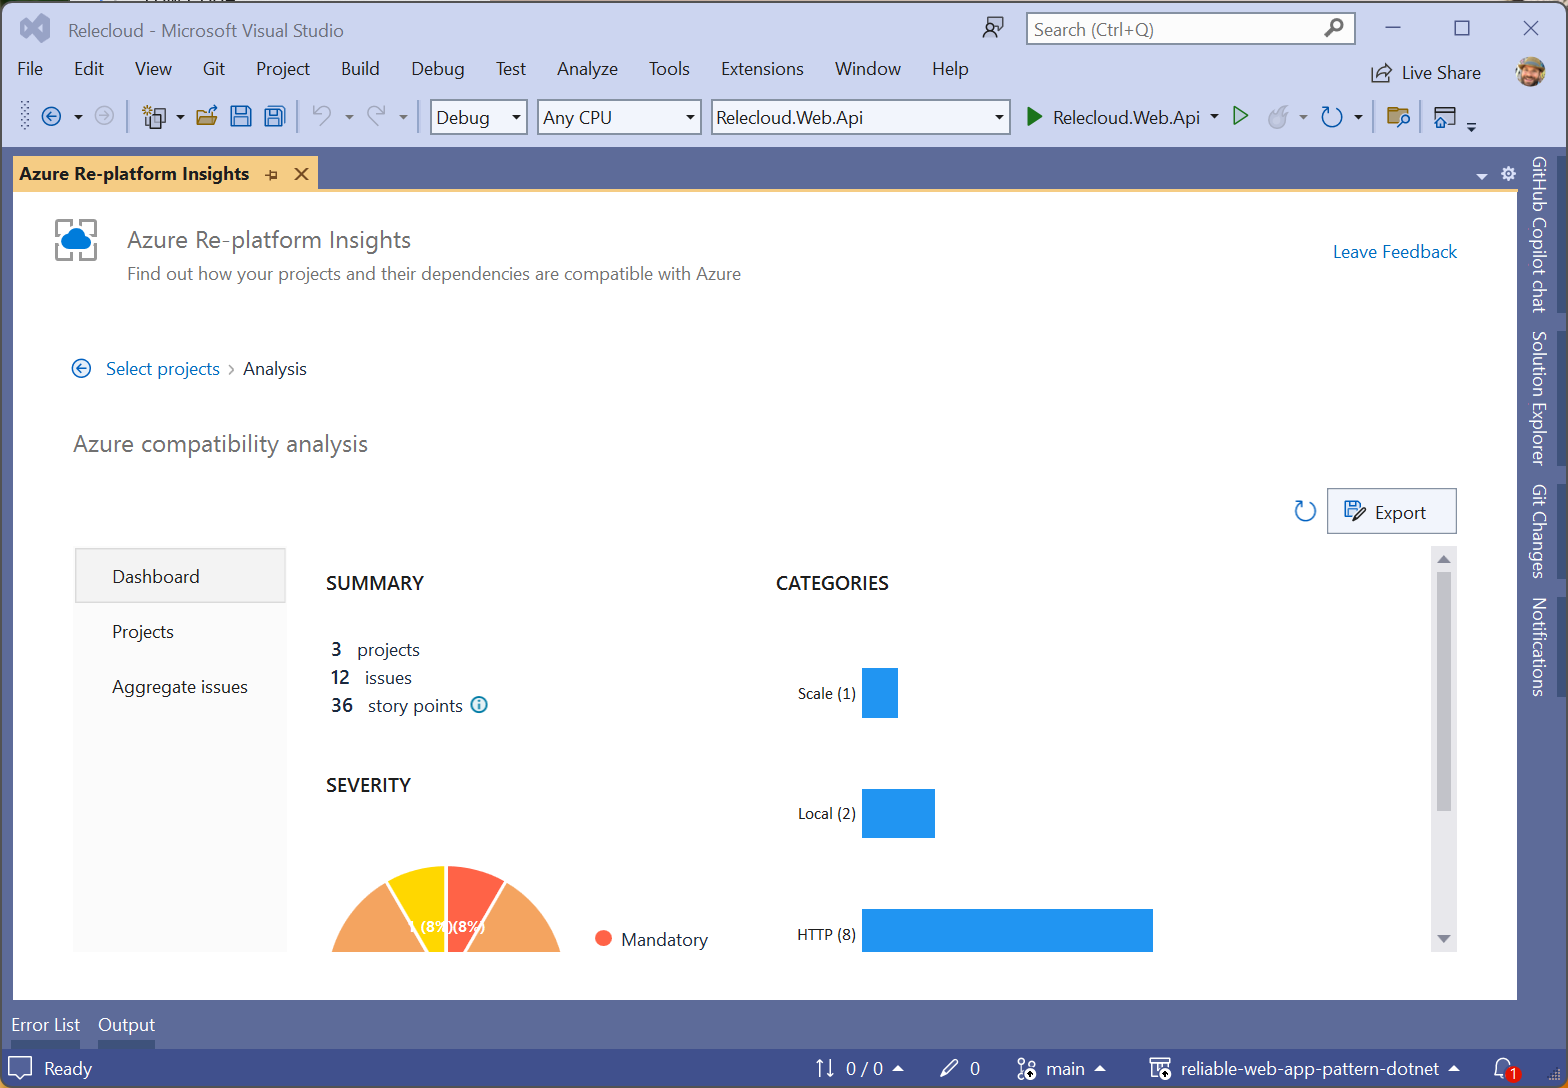 Relecloud - Microsoft Visual Studio
Search (Ctrl+Q)
File Edit View Git Project Build Debug Test Analyze Tools Extensions Window Help
Live Share
Debug Any CPU Relecloud.Web.Api Relecloud.Web.Api
Azure Re-platform Insights
Azure Re-platform Insights
Find out how your projects and their dependencies are compatible with Azure
Leave Feedback
Select projects › Analysis
Azure compatibility analysis
Export
Dashboard
Projects
Aggregate issues
SUMMARY
3 projects
12 issues
36 story points
SEVERITY
(8%)
(8%)
Mandatory
CATEGORIES
Scale (1)
Local (2)
HTTP (8)
GitHub Copilot chat
Solution Explorer
Git Changes
Notifications
Error List Output
Ready
0 / 0
0
main
reliable-web-app-pattern-dotnet
1